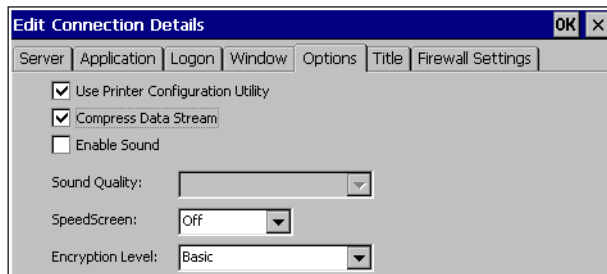 Edit Connection Details OK ×
Server Application Logon Window Options Title Firewall Settings
Use Printer Configuration Utility
Compress Data Stream
Enable Sound
Sound Quality:
SpeedScreen: Off
Encryption Level: Basic